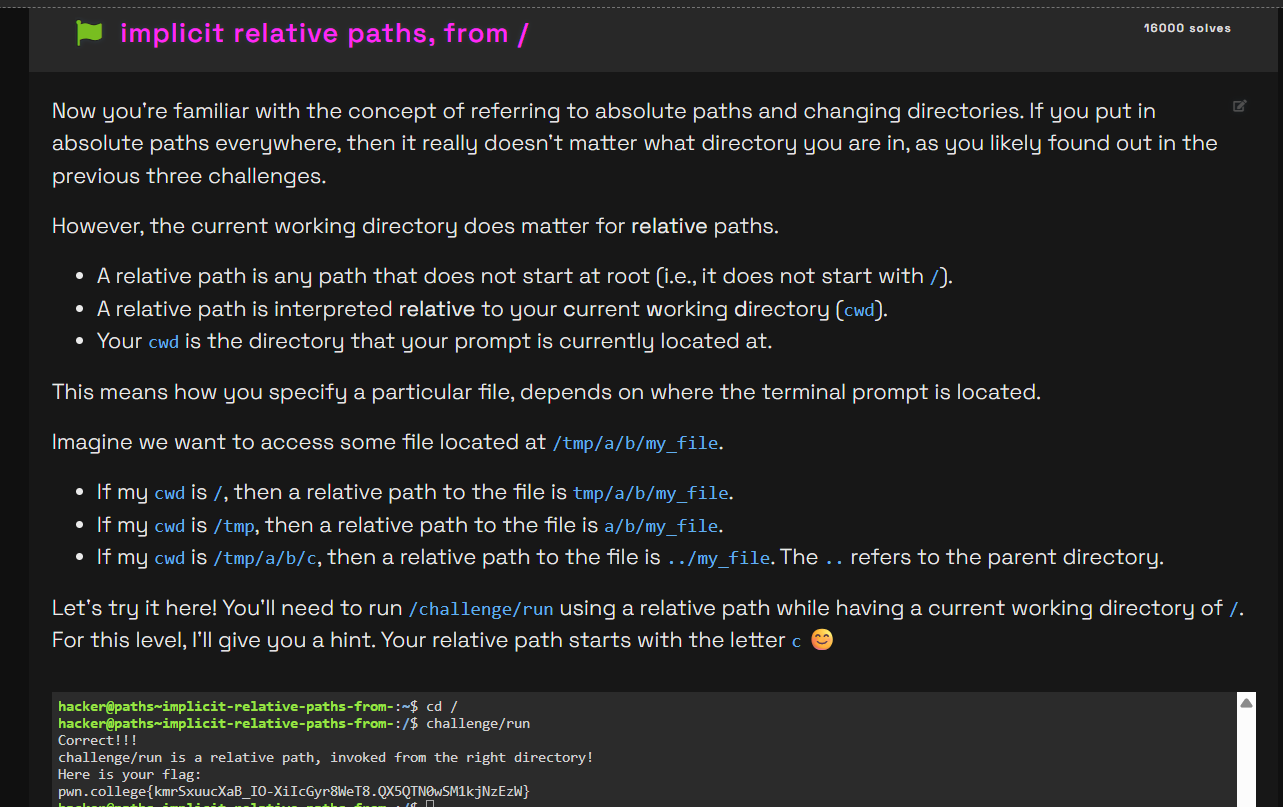 implicit relative paths, from /
16000 solves
Now you're familiar with the concept of referring to absolute paths and changing directories. If you put in
absolute paths everywhere, then it really doesn't matter what directory you are in, as you likely found out in the
previous three challenges.
However, the current working directory does matter for relative paths.
• A relative path is any path that does not start at root (i.e., it does not start with /).
• A relative path is interpreted relative to your current working directory (cwd).
• Your cwd is the directory that your prompt is currently located at.
This means how you specify a particular file, depends on where the terminal prompt is located.
Imagine we want to access some file located at /tmp/a/b/my_file.
• If my cwd is /, then a relative path to the file is tmp/a/b/my_file.
• If my cwd is /tmp, then a relative path to the file is a/b/my_file.
• If my cwd is /tmp/a/b/c, then a relative path to the file is ../my_file. The .. refers to the parent directory.
Let's try it here! You'll need to run /challenge/run using a relative path while having a current working directory of /.
For this level, I'll give you a hint. Your relative path starts with the letter c 😊
hacker@paths~implicit-relative-paths-from-:~$ cd /
hacker@paths~implicit-relative-paths-from-:/$ challenge/run
Correct!!!
challenge/run is a relative path, invoked from the right directory!
Here is your flag:
pwn.college{kmrSxuucXaB_IO-XiIcGyr8WeT8.QX5QTN0wSM1kjNzEzW}
hacker@paths~implicit-relative-paths-from-:/$